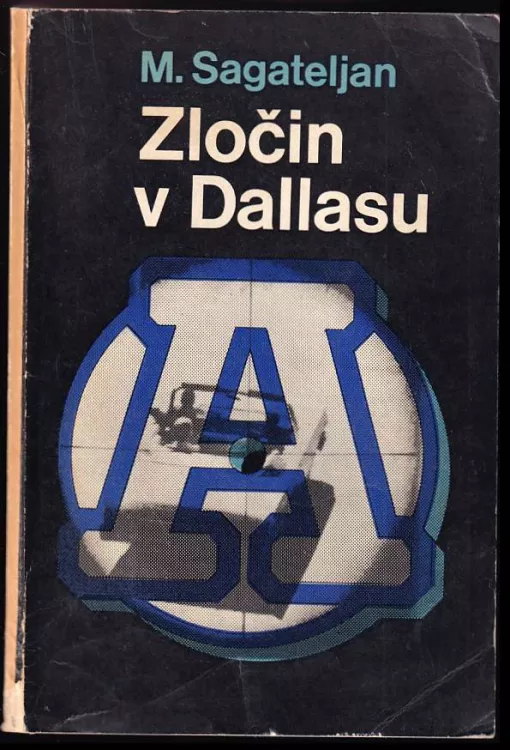 M. Sagateljan
Zločin
v Dallasu
A